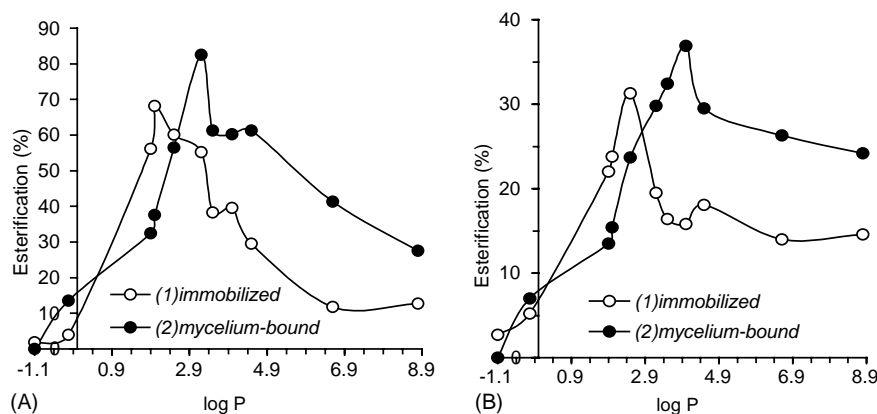 Esterification (%)
90
80
70
60
50
40
30
20
10
0
(1)immobilized
(2)mycelium-bound
-1.1 0.9 2.9 4.9 6.9 8.9
(A) log P
Esterification (%)
40
30
20
10
0
(1)immobilized
(2)mycelium-bound
-1.1 0.9 2.9 4.9 6.9 8.9
(B) log P